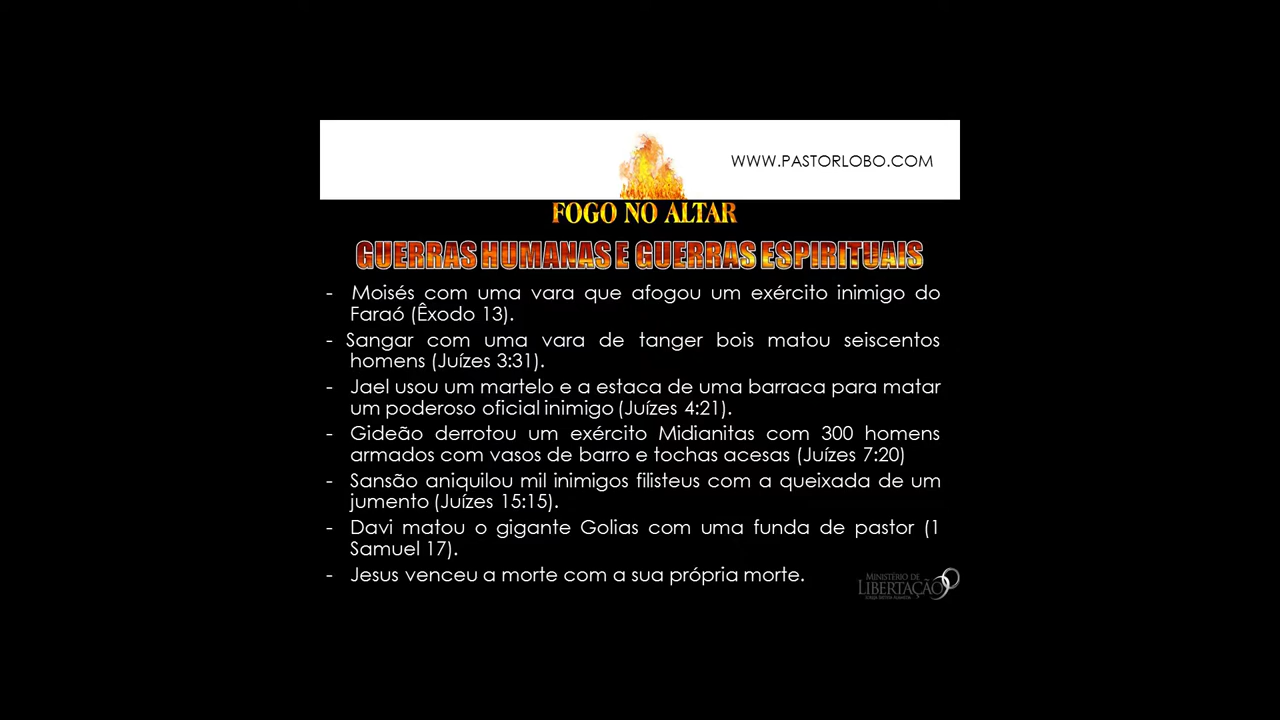 WWW.PASTORLOBO.COM
FOGO NO ALTAR
GUERRAS HUMANAS E GUERRAS ESPIRITUAIS
- Moisés com uma vara que afogou um exército inimigo do
Faraó (Êxodo 13).
- Sangar com uma vara de tanger bois matou seiscentos
homens (Juízes 3:31).
- Jael usou um martelo e a estaca de uma barraca para matar
um poderoso oficial inimigo (Juízes 4:21).
- Gideão derrotou um exército Midianitas com 300 homens
armados com vasos de barro e tochas acesas (Juízes 7:20)
- Sansão aniquilou mil inimigos filisteus com a queixada de um
jumento (Juízes 15:15).
- Davi matou o gigante Golias com uma funda de pastor (1
Samuel 17).
- Jesus venceu a morte com a sua própria morte.
MINISTÉRIO DE
LIBERTAÇÃO